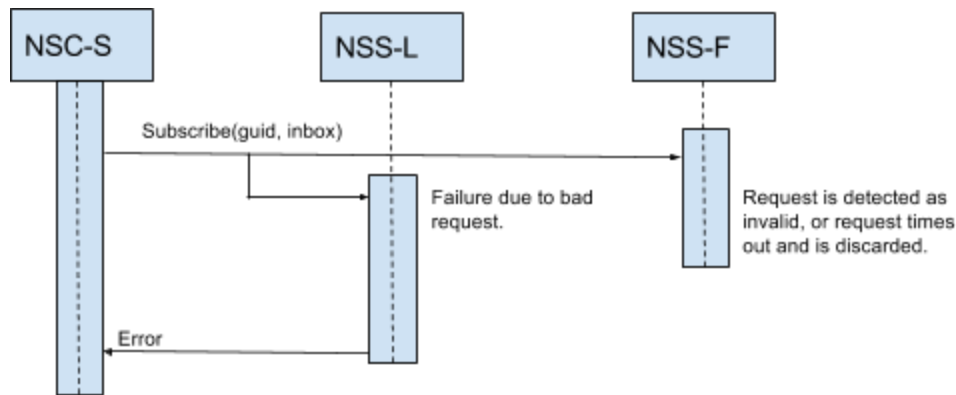 NSC-S
NSS-L
NSS-F
Subscribe(guid, inbox)
Failure due to bad
request.
Request is detected as
invalid, or request times
out and is discarded.
Error